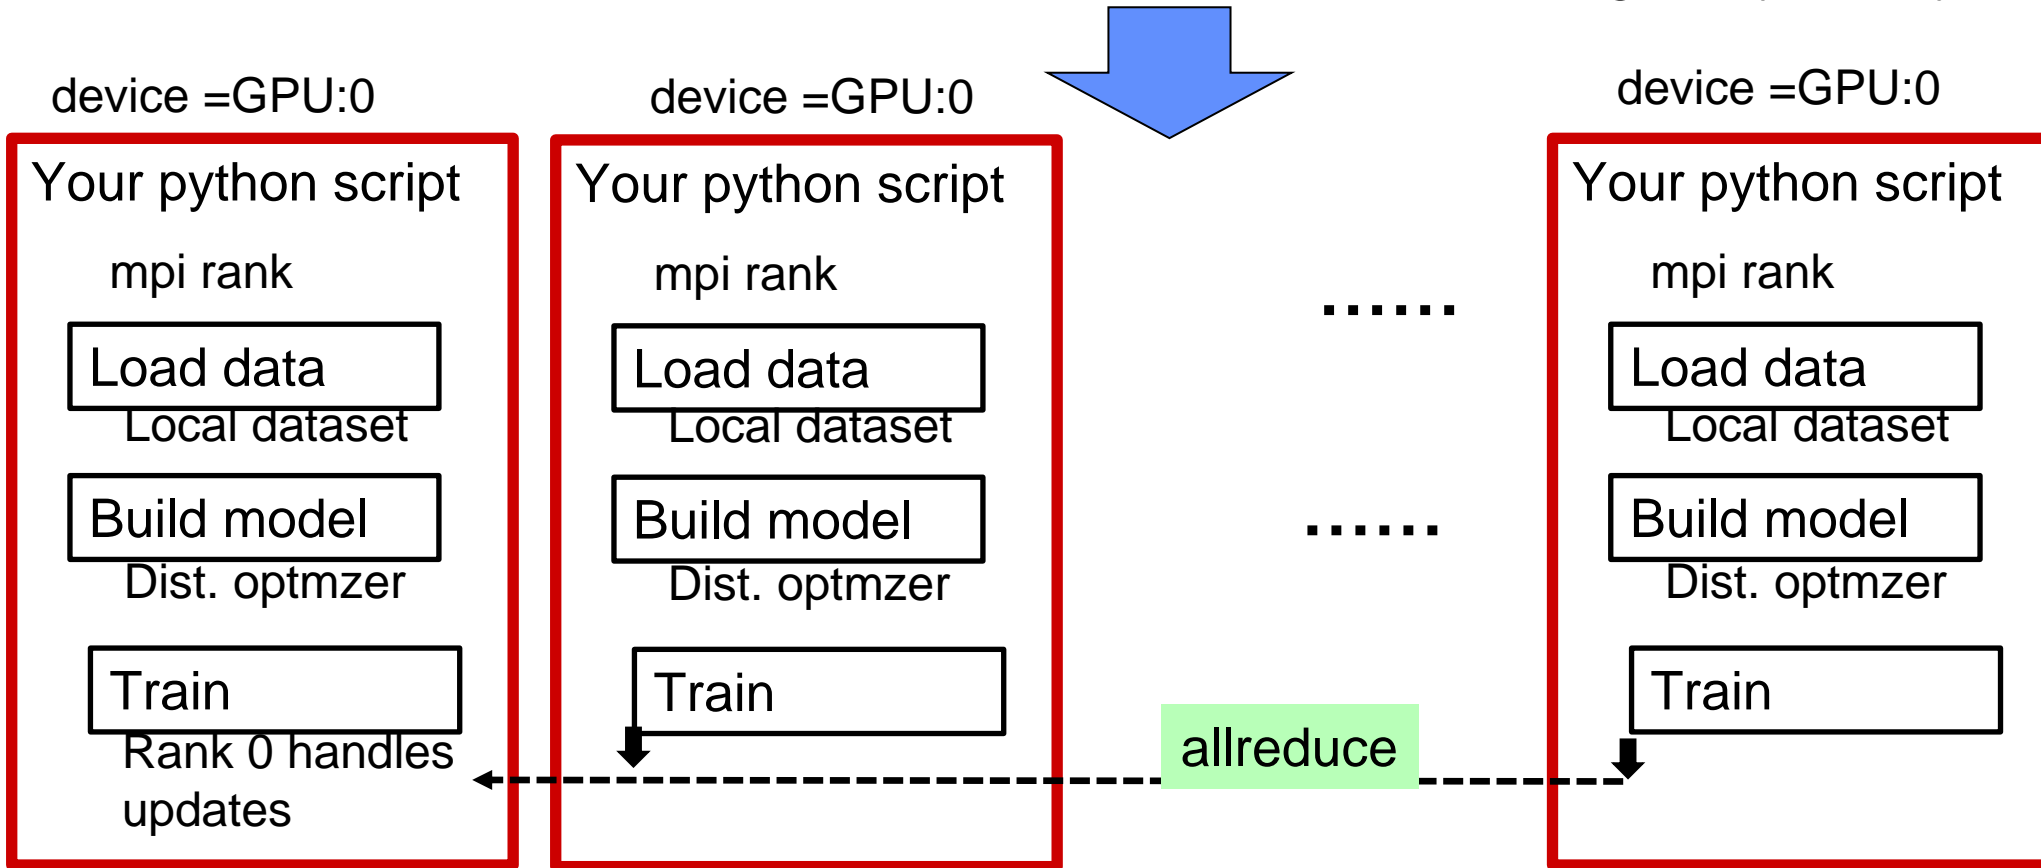 device =GPU:0
Your python script
mpi rank
Load data
Local dataset
Build model
Dist. optmzer
Train
Rank 0 handles
updates
device =GPU:0
Your python script
mpi rank
Load data
Local dataset
Build model
Dist. optmzer
Train
......
......
allreduce
device =GPU:0
Your python script
mpi rank
Load data
Local dataset
Build model
Dist. optmzer
Train